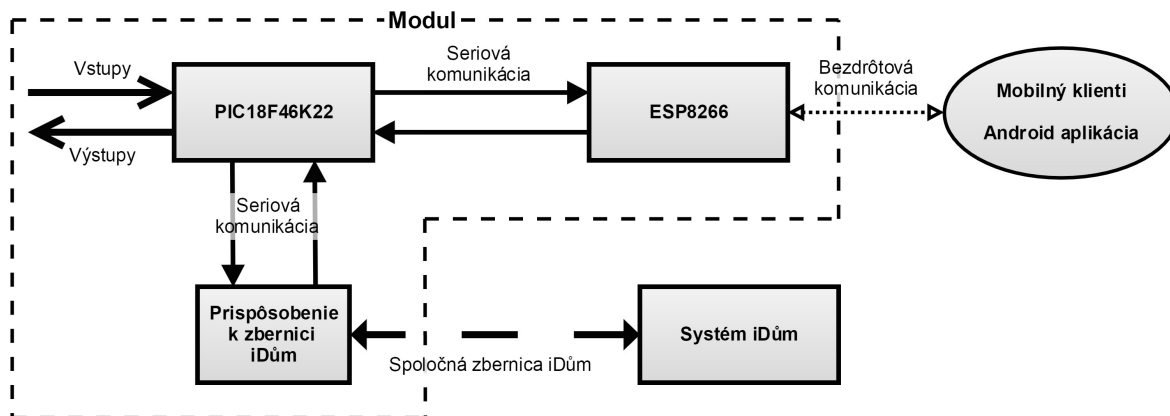 Modul
Vstupy
Výstupy
PIC18F46K22
Seriová
komunikácia
ESP8266
Bezdrôtová
komunikácia
Mobilný klienti
Android aplikácia
Seriová
komunikácia
Prispôsobenie
k zbernici
iDům
Spoločná zbernica iDům
Systém iDům